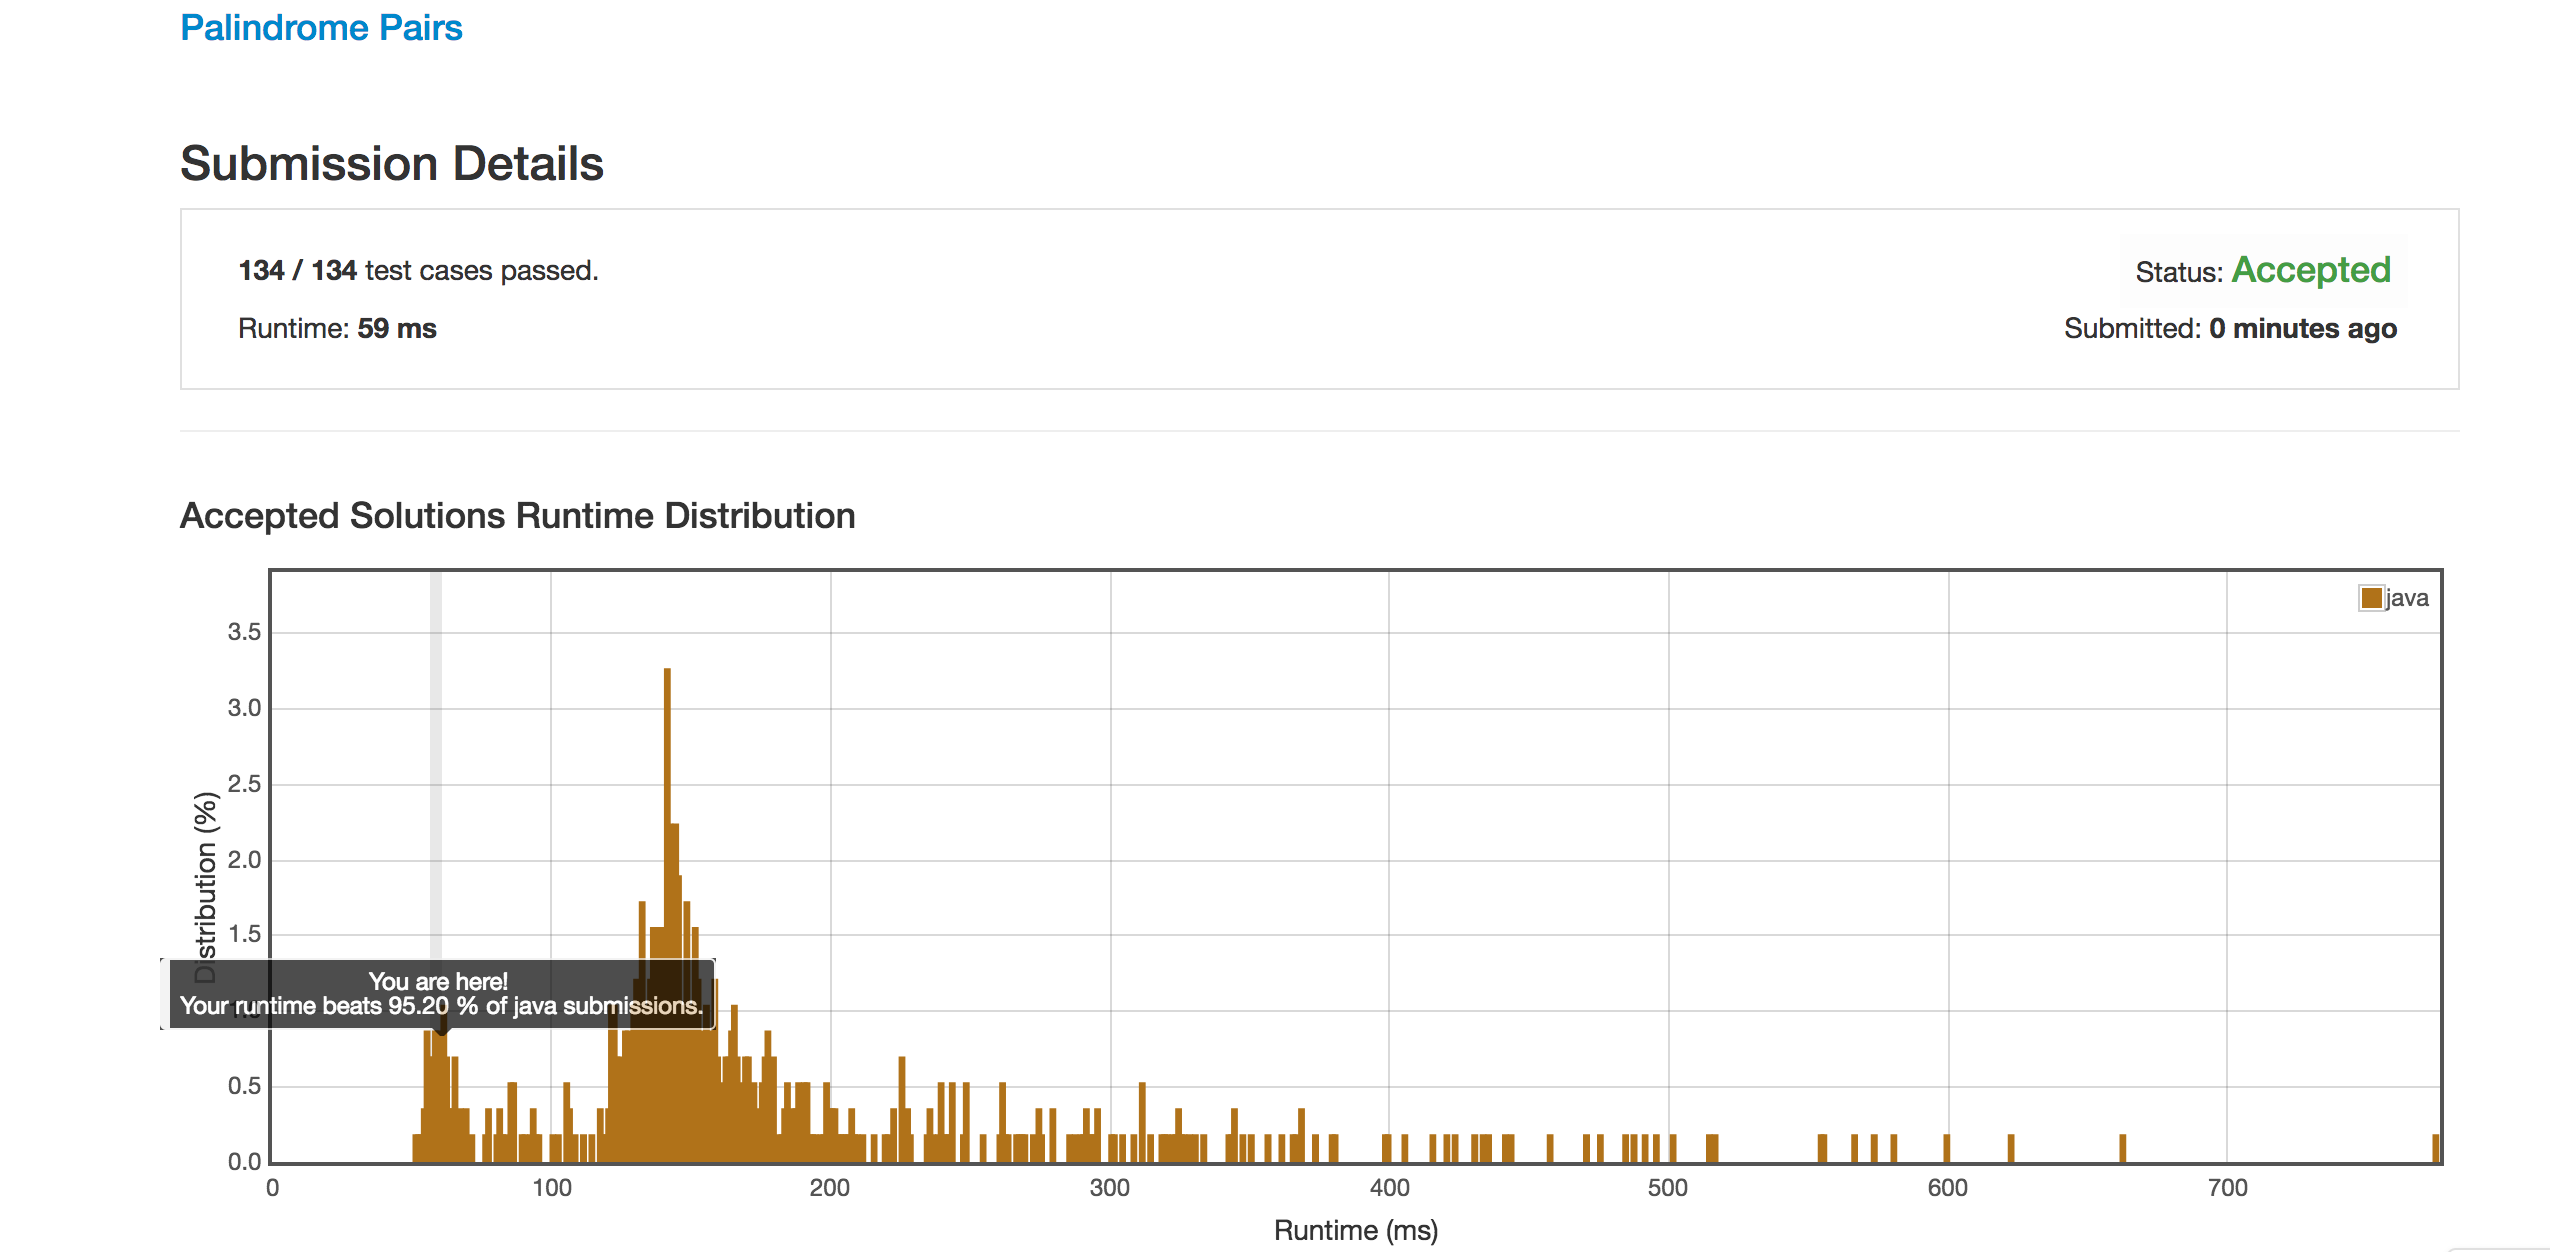 Palindrome Pairs
Submission Details
134 / 134 test cases passed.
Status: Accepted
Runtime: 59 ms
Submitted: 0 minutes ago
Accepted Solutions Runtime Distribution
java
3.5
3.0
2.5
2.0
1.5
1.0
0.5
0.0
Distribution (%)
You are here!
Your runtime beats 95.20 % of java submissions.
0 100 200 300 400 500 600 700
Runtime (ms)